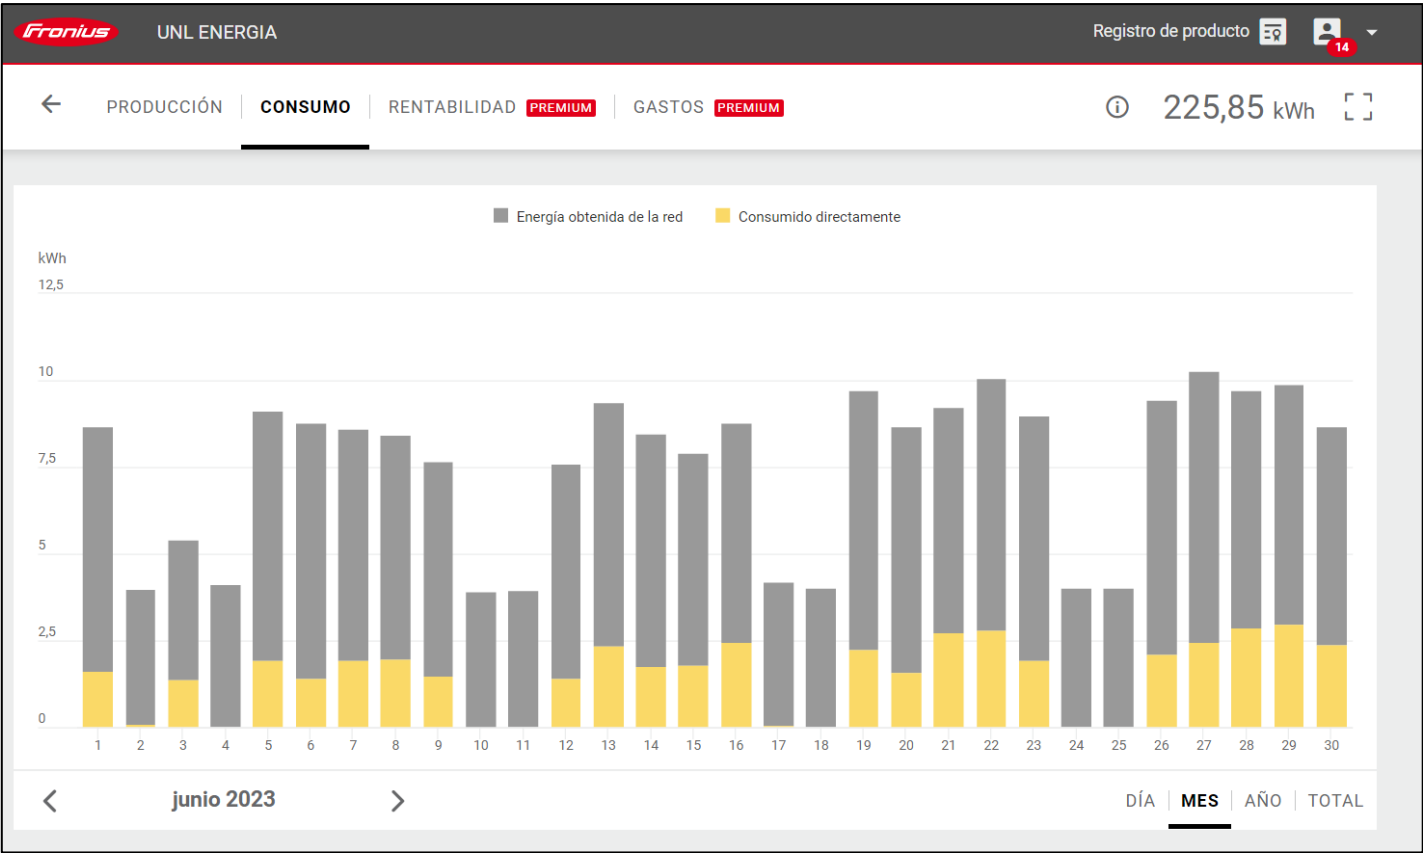 Fronius UNL ENERGIA Registro de producto 14
PRODUCCIÓN CONSUMO RENTABILIDAD PREMIUM GASTOS PREMIUM 225,85 kWh
Energía obtenida de la red Consumido directamente
kWh
12,5
10
7,5
5
2,5
0
1 2 3 4 5 6 7 8 9 10 11 12 13 14 15 16 17 18 19 20 21 22 23 24 25 26 27 28 29 30
junio 2023 DÍA MES AÑO TOTAL